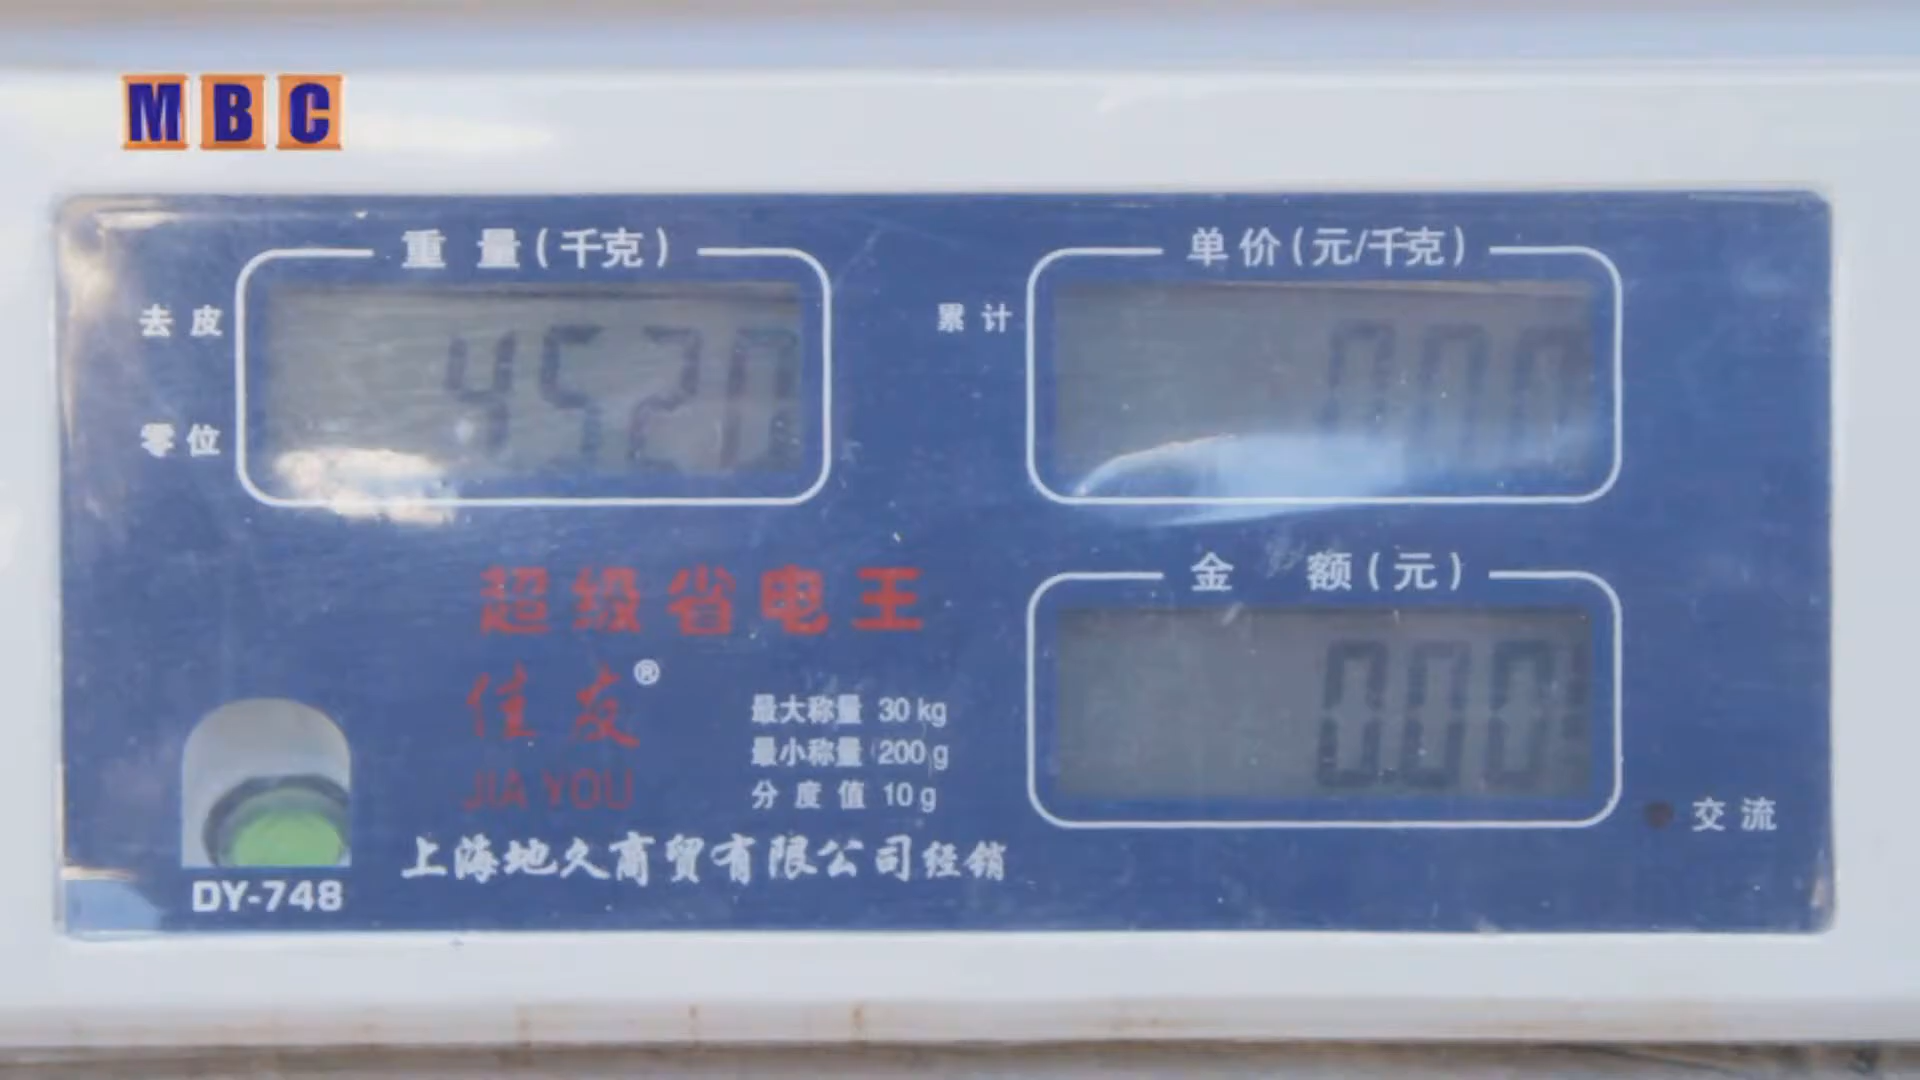 MBC
重 量(千克)
单价(元/千克)
去皮
累计
零位
金 额(元)
超级省电王
佳友®
JIA YOU
最大称量 30 kg
最小称量 200 g
分度值 10 g
交流
上海地久商贸有限公司经销
DY-748